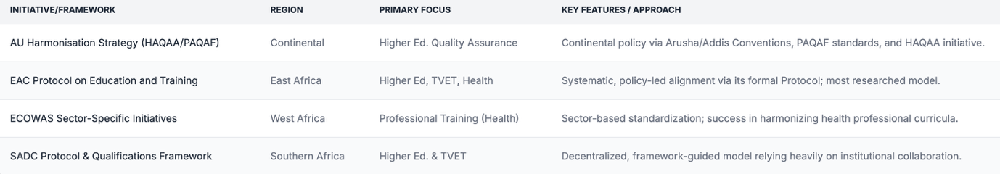 INITIATIVE/FRAMEWORK REGION PRIMARY FOCUS KEY FEATURES / APPROACH
AU Harmonisation Strategy (HAQAA/PAQAF) Continental Higher Ed. Quality Assurance Continental policy via Arusha/Addis Conventions, PAQAF standards, and HAQAA initiative.
EAC Protocol on Education and Training East Africa Higher Ed, TVET, Health Systematic, policy-led alignment via its formal Protocol; most researched model.
ECOWAS Sector-Specific Initiatives West Africa Professional Training (Health) Sector-based standardization; success in harmonizing health professional curricula.
SADC Protocol & Qualifications Framework Southern Africa Higher Ed. & TVET Decentralized, framework-guided model relying heavily on institutional collaboration.